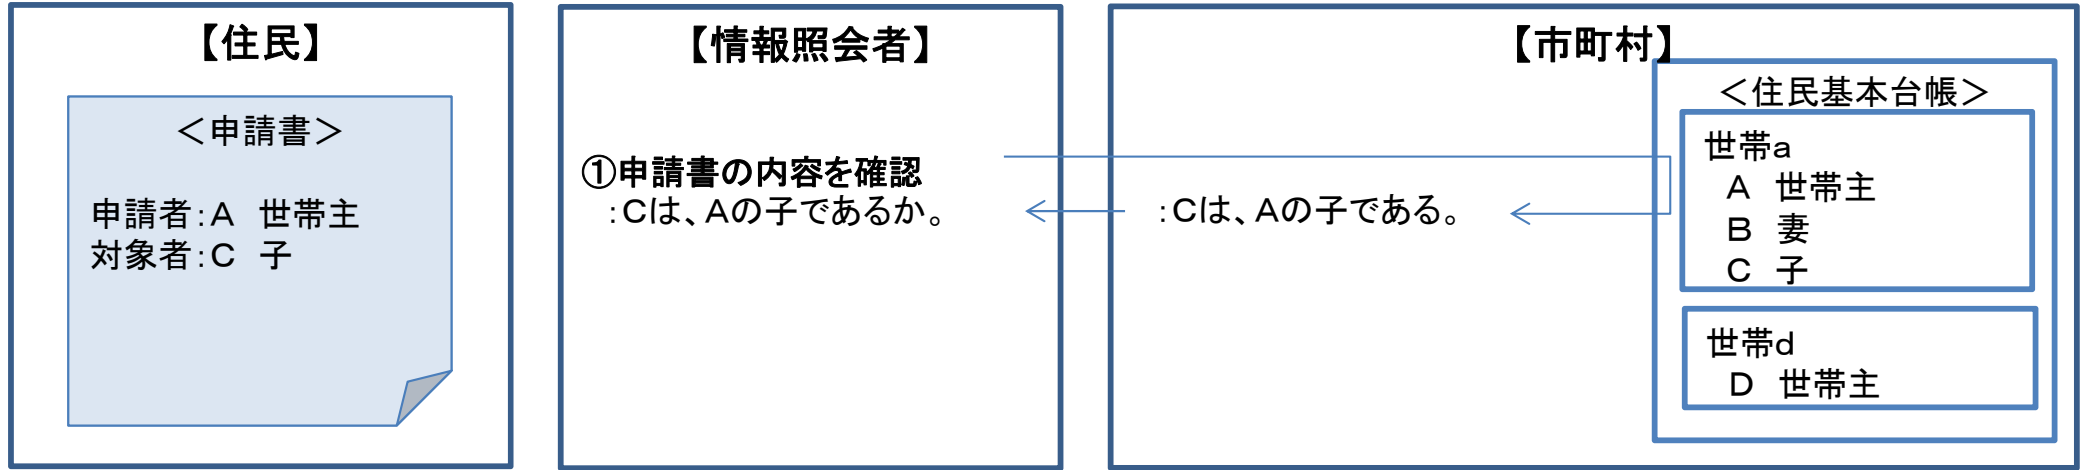 【住民】
＜申請書＞
申請者：Ａ　世帯主
対象者：Ｃ　子
【情報照会者】
①申請書の内容を確認
：Ｃは、Ａの子であるか。
【市町村】
：Ｃは、Ａの子である。
＜住民基本台帳＞
世帯a
Ａ　世帯主
Ｂ　妻
Ｃ　子
世帯d
Ｄ　世帯主